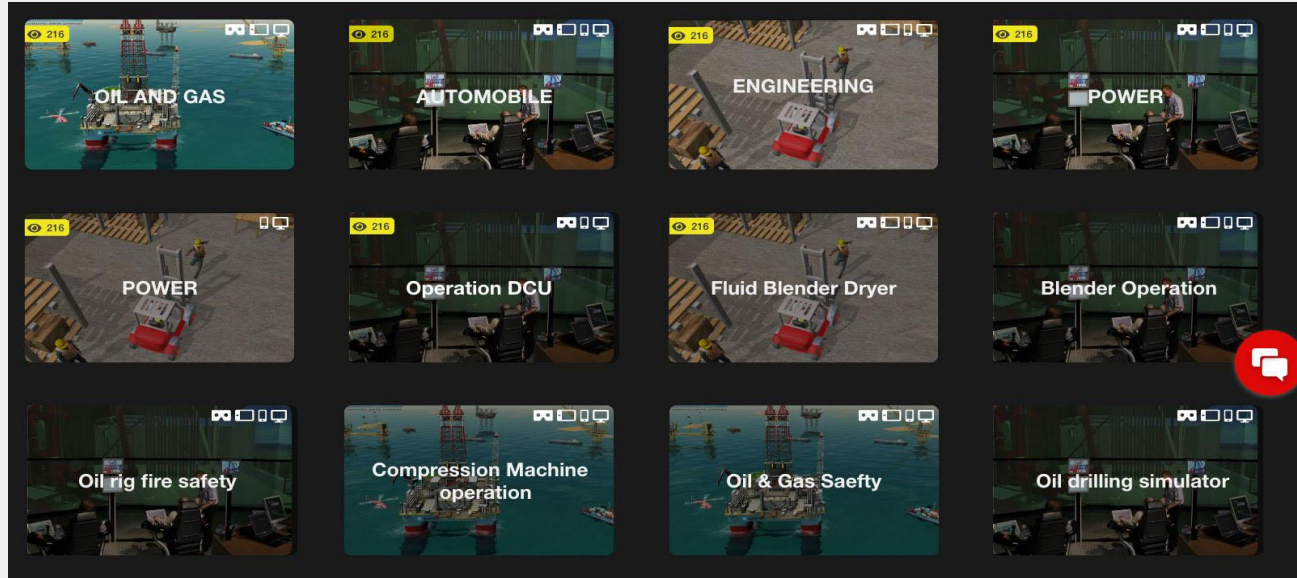 216
OIL AND GAS
216
AUTOMOBILE
216
ENGINEERING
216
POWER
216
POWER
216
Operation DCU
216
Fluid Blender Dryer
Blender Operation
Oil rig fire safety
Compression Machine
operation
Oil & Gas Saefty
Oil drilling simulator